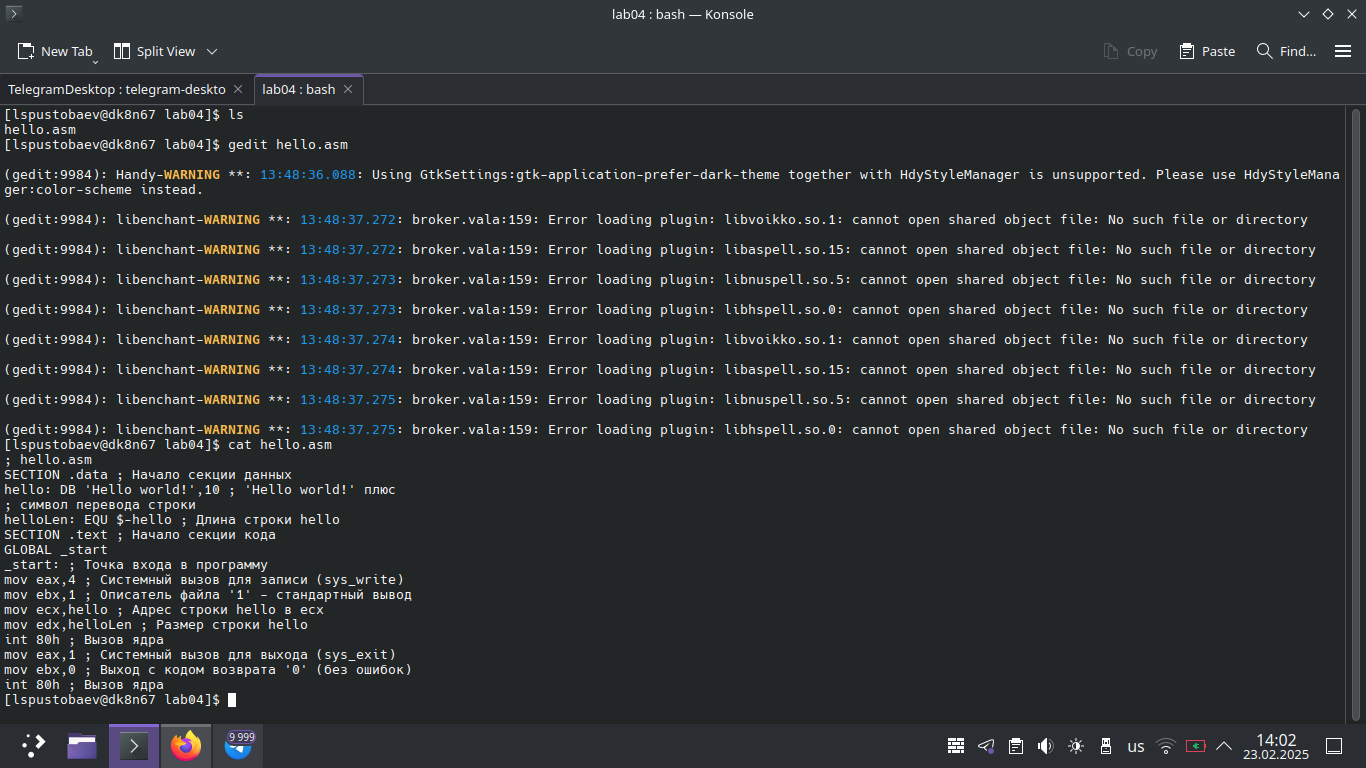 lab04 : bash — Konsole
New Tab
Split View
Copy
Paste
Find...
TelegramDesktop : telegram-deskto
lab04 : bash
[lspustobaev@dk8n67 lab04]$ ls
hello.asm
[lspustobaev@dk8n67 lab04]$ gedit hello.asm
(gedit:9984): Handy-WARNING **: 13:48:36.088: Using GtkSettings:gtk-application-prefer-dark-theme together with HdyStyleManager is unsupported. Please use HdyStyleMana
ger:color-scheme instead.
(gedit:9984): libenchant-WARNING **: 13:48:37.272: broker.vala:159: Error loading plugin: libvoikko.so.1: cannot open shared object file: No such file or directory
(gedit:9984): libenchant-WARNING **: 13:48:37.272: broker.vala:159: Error loading plugin: libaspell.so.15: cannot open shared object file: No such file or directory
(gedit:9984): libenchant-WARNING **: 13:48:37.273: broker.vala:159: Error loading plugin: libnuspell.so.5: cannot open shared object file: No such file or directory
(gedit:9984): libenchant-WARNING **: 13:48:37.273: broker.vala:159: Error loading plugin: libhspell.so.0: cannot open shared object file: No such file or directory
(gedit:9984): libenchant-WARNING **: 13:48:37.274: broker.vala:159: Error loading plugin: libvoikko.so.1: cannot open shared object file: No such file or directory
(gedit:9984): libenchant-WARNING **: 13:48:37.274: broker.vala:159: Error loading plugin: libaspell.so.15: cannot open shared object file: No such file or directory
(gedit:9984): libenchant-WARNING **: 13:48:37.275: broker.vala:159: Error loading plugin: libnuspell.so.5: cannot open shared object file: No such file or directory
(gedit:9984): libenchant-WARNING **: 13:48:37.275: broker.vala:159: Error loading plugin: libhspell.so.0: cannot open shared object file: No such file or directory
[lspustobaev@dk8n67 lab04]$ cat hello.asm
; hello.asm
SECTION .data ; Начало секции данных
hello: DB 'Hello world!',10 ; 'Hello world!' плюс
; символ перевода строки
helloLen: EQU $-hello ; Длина строки hello
SECTION .text ; Начало секции кода
GLOBAL _start
_start: ; Точка входа в программу
mov eax,4 ; Системный вызов для записи (sys_write)
mov ebx,1 ; Описатель файла '1' - стандартный вывод
mov ecx,hello ; Адрес строки hello в ecx
mov edx,helloLen ; Размер строки hello
int 80h ; Вызов ядра
mov eax,1 ; Системный вызов для выхода (sys_exit)
mov ebx,0 ; Выход с кодом возврата '0' (без ошибок)
int 80h ; Вызов ядра
[lspustobaev@dk8n67 lab04]$
9 999
us
14:02
23.02.2025